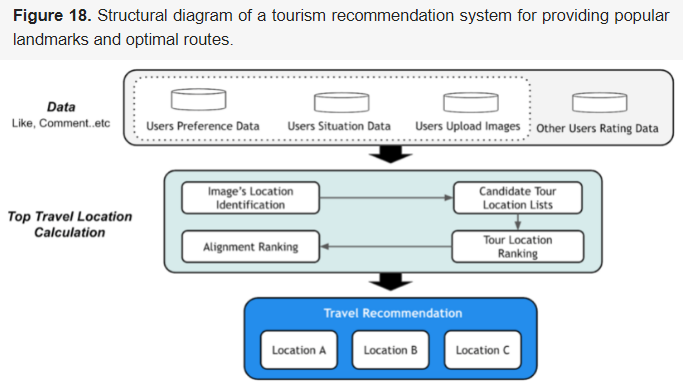 Figure 18. Structural diagram of a tourism recommendation system for providing popular
landmarks and optimal routes.
Data
Like, Comment..etc
Users Preference Data
Users Situation Data
Users Upload Images
Other Users Rating Data
Top Travel Location
Calculation
Image's Location
Identification
Candidate Tour
Location Lists
Alignment Ranking
Tour Location
Ranking
Travel Recommendation
Location A
Location B
Location C